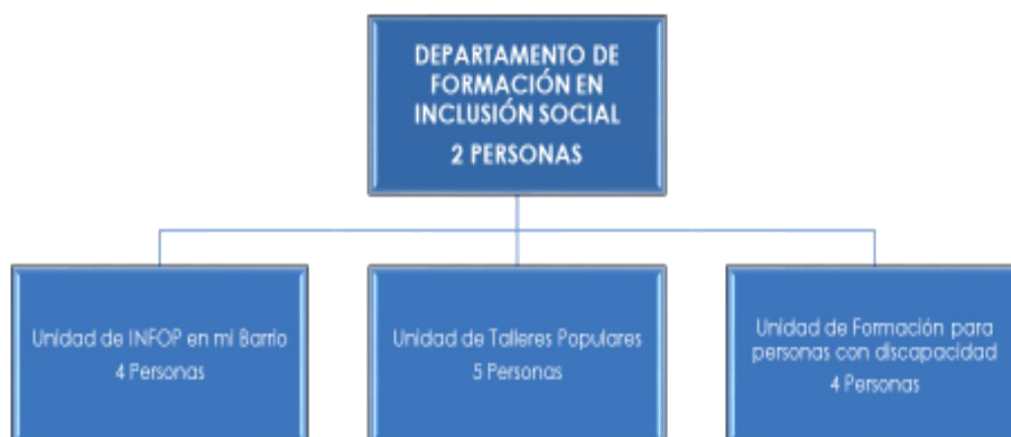 DEPARTAMENTO DE
FORMACIÓN EN
INCLUSIÓN SOCIAL
2 PERSONAS
Unidad de INFOP en mi Barrio
4 Personas
Unidad de Talleres Populares
5 Personas
Unidad de Formación para
personas con discapacidad
4 Personas